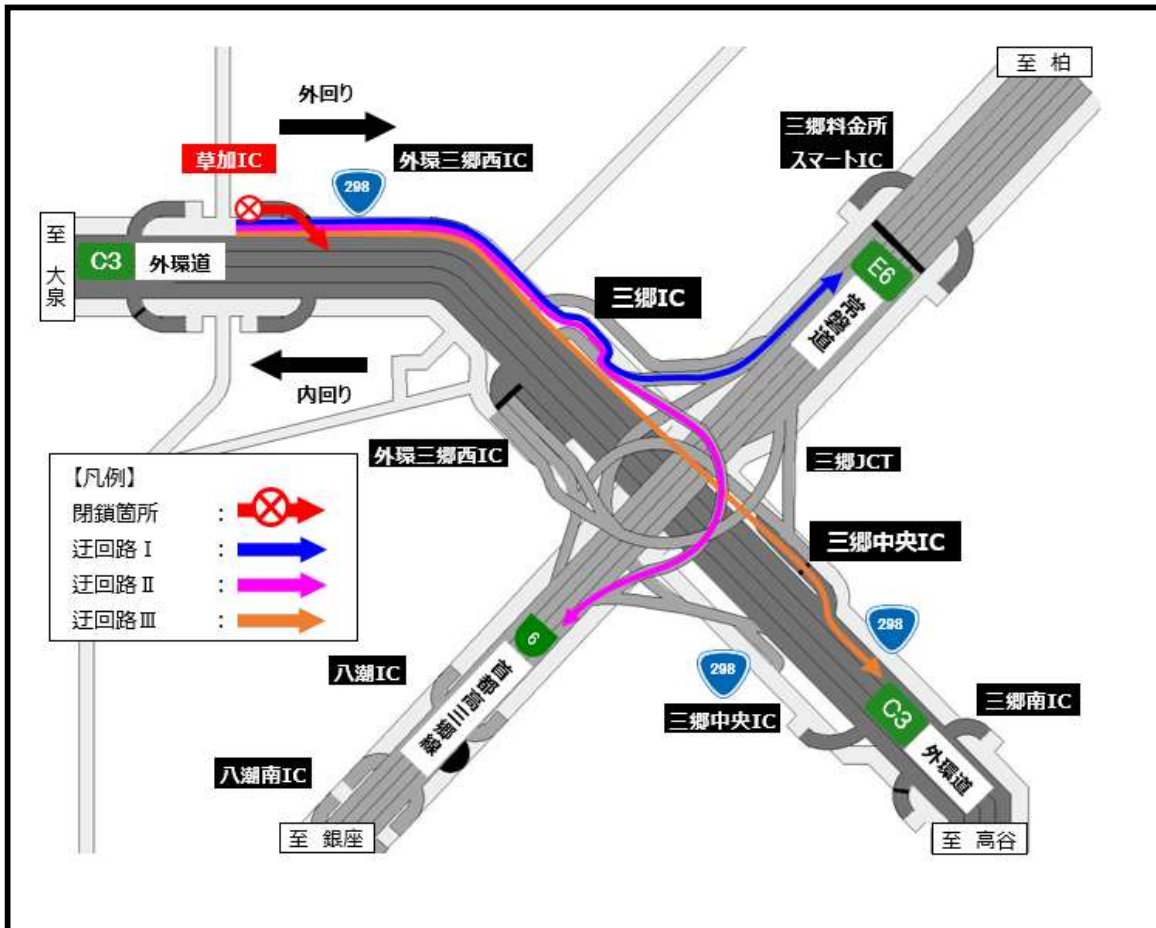 至 柏
外回り
三郷料金所
スマートIC
草加IC
外環三郷西IC
298
至
大
泉
C3
外環道
E6
三郷IC
常磐道
内回り
外環三郷西IC
三郷JCT
【凡例】
閉鎖箇所 :
迂回路Ⅰ :
迂回路Ⅱ :
迂回路Ⅲ :
三郷中央IC
298
6
首都高三郷線
八潮IC
298
三郷中央IC
C3
外環道
三郷南IC
八潮南IC
至 銀座
至 高谷